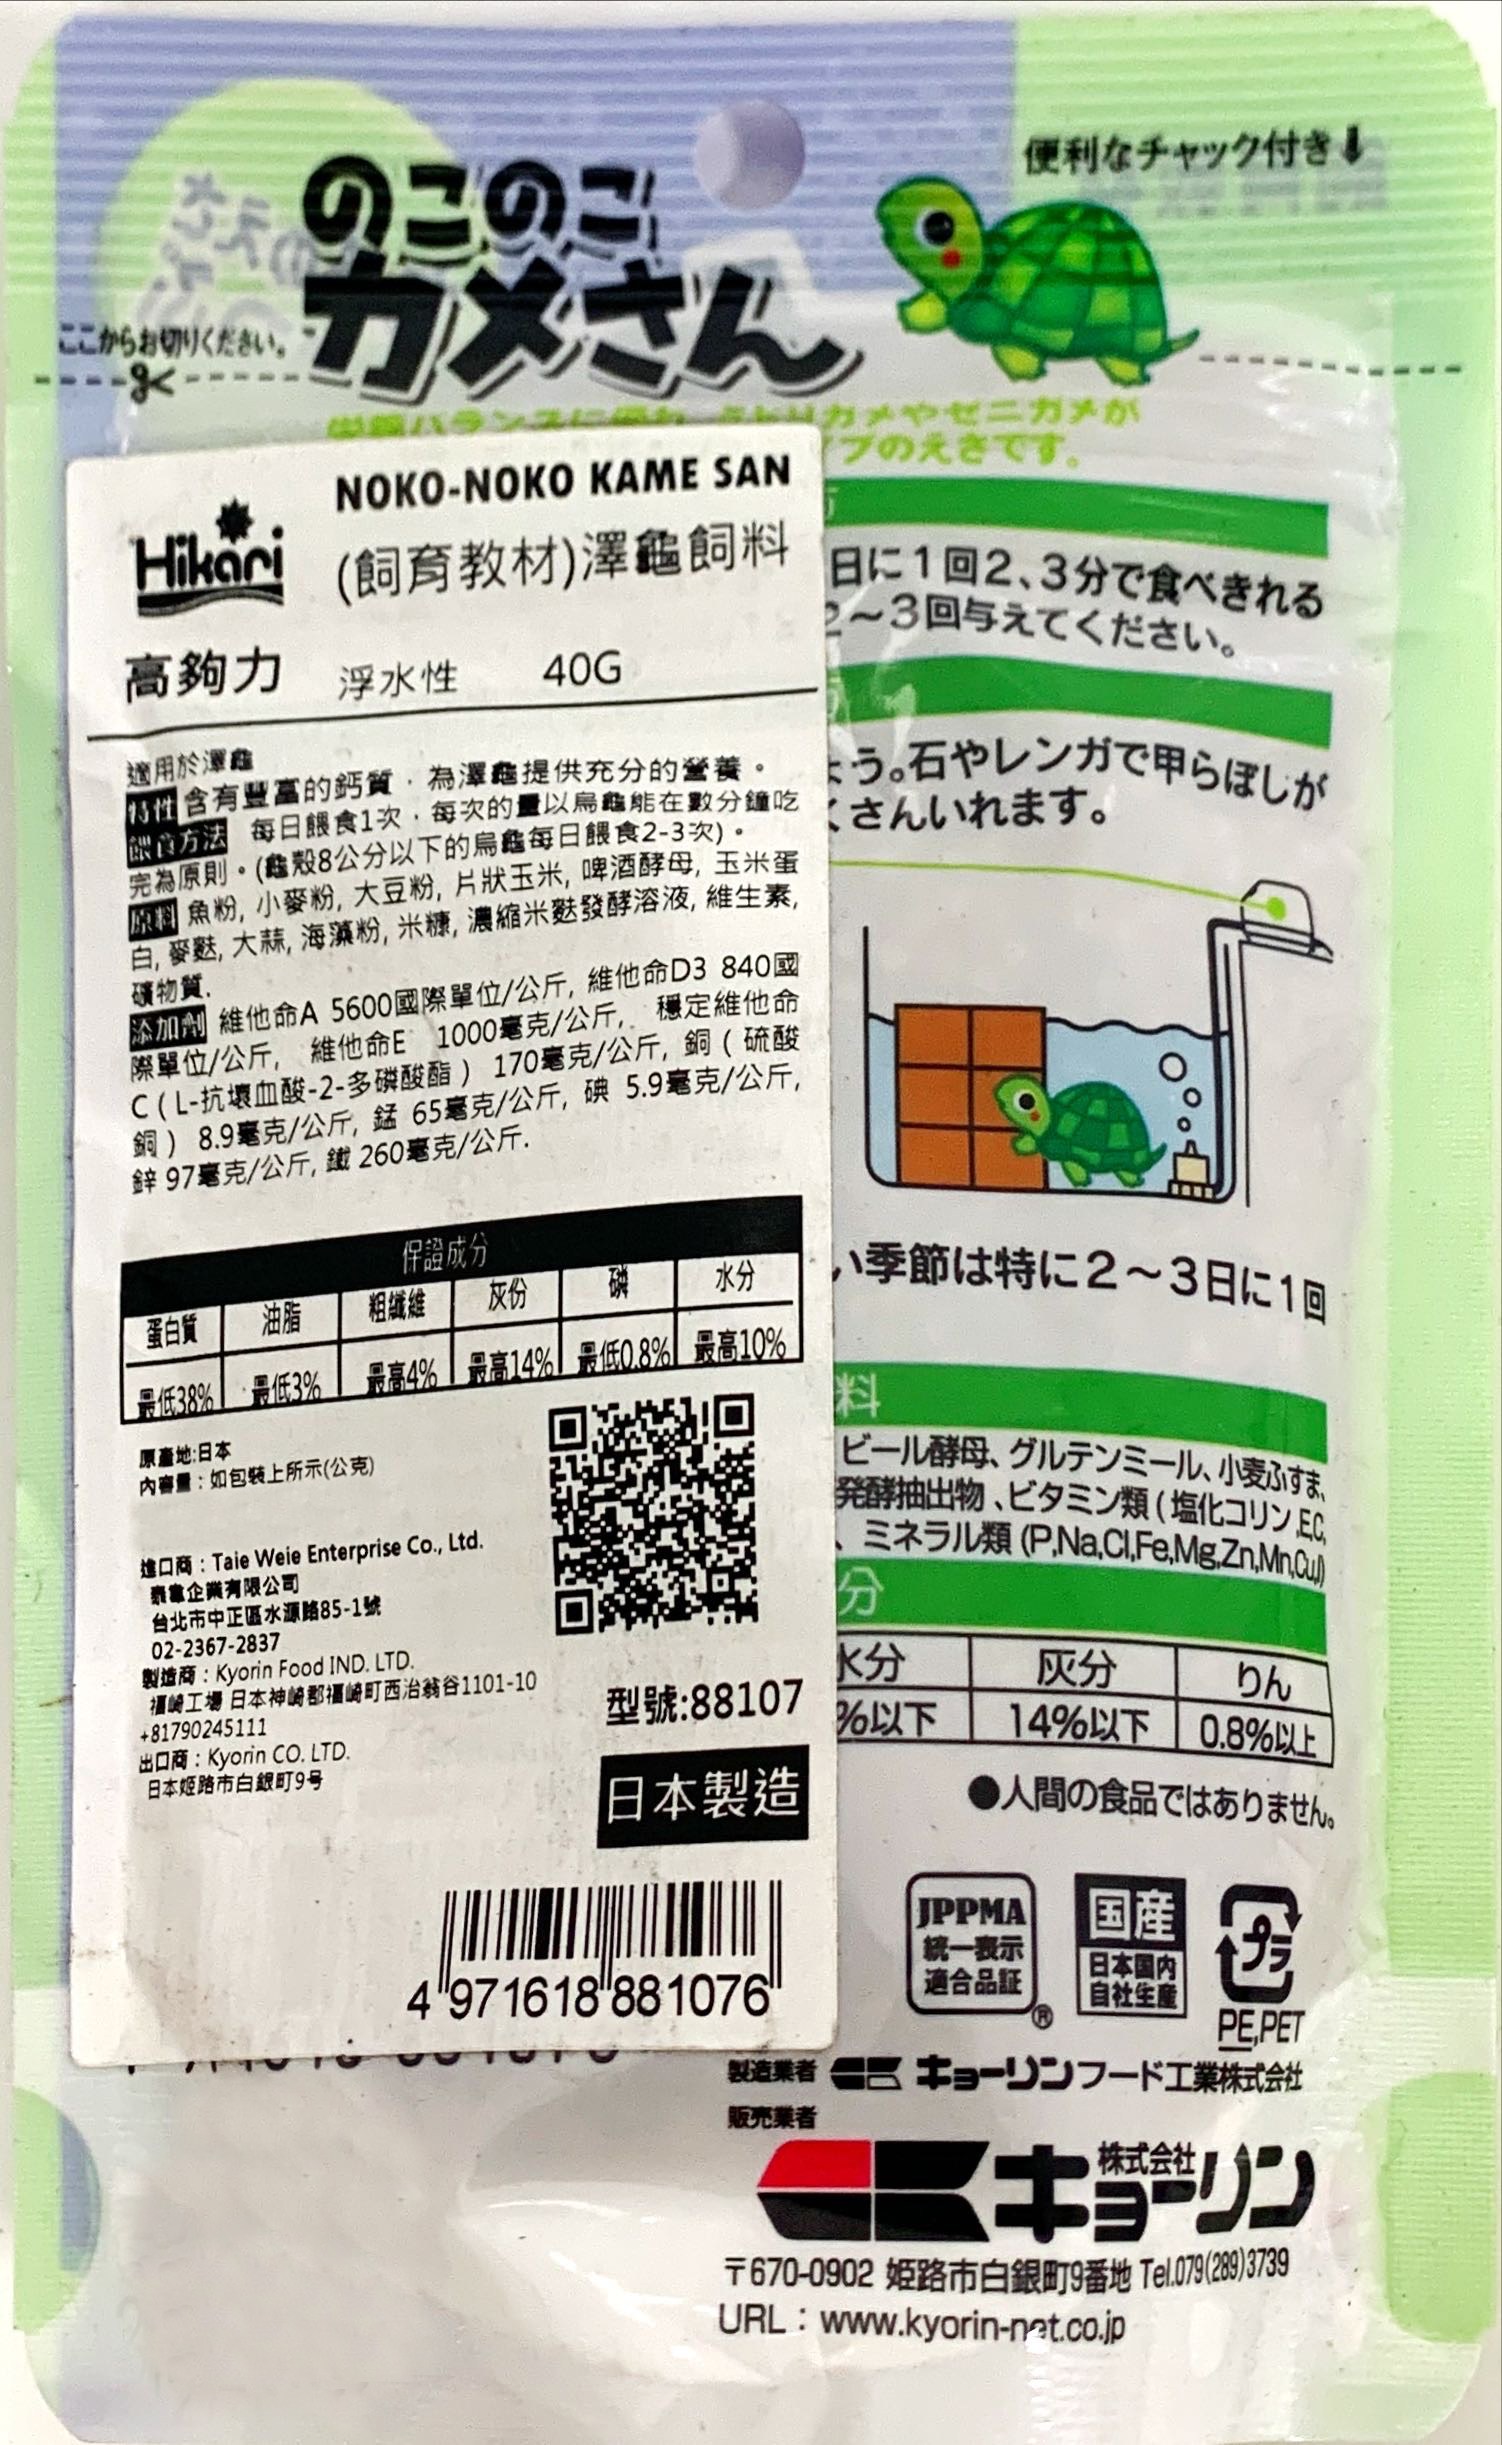 便利なチャック付き⬇
のこのこ
カメさん
ここからお切りください。
カメやゼニガメが
プのえさです。
Hikari
NOKO-NOKO KAME SAN
(飼育教材)澤龜飼料
高夠力 浮水性 40G
適用於澤龜
特性 含有豐富的鈣質,為澤龜提供充分的營養。
餵食方法 每日餵食1次,每次的量以烏龜能在數分鐘吃
完為原則。(龜殼8公分以下的烏龜每日餵食2-3次)。
原料 魚粉, 小麥粉, 大豆粉, 片狀玉米, 啤酒酵母, 玉米蛋
白, 麥麩, 大蒜, 海藻粉, 米糠, 濃縮米麩發酵溶液, 維生素,
礦物質.
添加劑 維他命A 5600國際單位/公斤, 維他命D3 840國
際單位/公斤, 維他命E 1000毫克/公斤, 穩定維他命
C(L-抗壞血酸-2-多磷酸酯) 170毫克/公斤, 銅(硫酸
銅) 8.9毫克/公斤, 錳 65毫克/公斤, 碘 5.9毫克/公斤,
鋅 97毫克/公斤, 鐵 260毫克/公斤.
保證成分
蛋白質 油脂 粗纖維 灰份 磷 水分
最低38% 最低3% 最高4% 最高14% 最低0.8% 最高10%
原產地:日本
內容量:如包裝上所示(公克)
進口商:Taie Weie Enterprise Co., Ltd.
泰韋企業有限公司
台北市中正區水源路85-1號
02-2367-2837
製造商:Kyorin Food IND. LTD.
福崎工場 日本神崎郡福崎町西治翁谷1101-10
+81790245111
出口商:Kyorin CO. LTD.
日本姬路市白銀町9号
型號:88107
日本製造
4 971618 881076
日に1回2、3分で食べきれる
2〜3回与えてください。
よう。石やレンガで甲らぼしが
くさんいれます。
い季節は特に2〜3日に1回
料
ビール酵母、グルテンミール、小麦ふすま、
発酵抽出物、ビタミン類(塩化コリン,E,C,
、ミネラル類(P,Na,Cl,Fe,Mg,Zn,Mn,Cu,I)
分
水分 灰分 りん
%以下 14%以下 0.8%以上
●人間の食品ではありません。
JPPMA
統一表示
適合品証
®
国産
日本国内
自社生産
プラ
PE,PET
製造業者 キョーリンフード工業株式会社
販売業者
株式会社キョーリン
〒670-0902 姫路市白銀町9番地 Tel.079(289)3739
URL:www.kyorin-net.co.jp